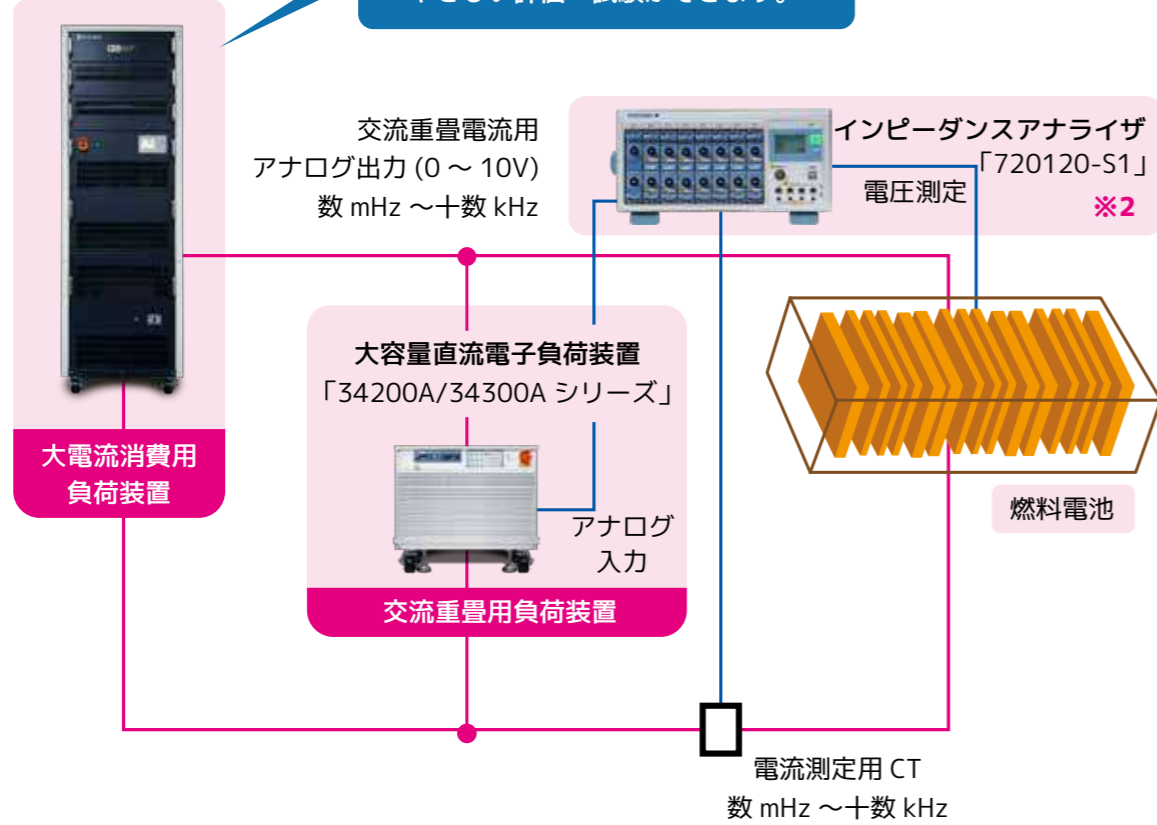 交流重畳電流用
アナログ出力 (0 ～ 10V)
数 mHz ～十数 kHz
インピーダンスアナライザ
「720120-S1」
電圧測定
※2
大容量直流電子負荷装置
「34200A/34300A シリーズ」
大電流消費用
負荷装置
アナログ
入力
燃料電池
交流重畳用負荷装置
電流測定用 CT
数 mHz ～十数 kHz